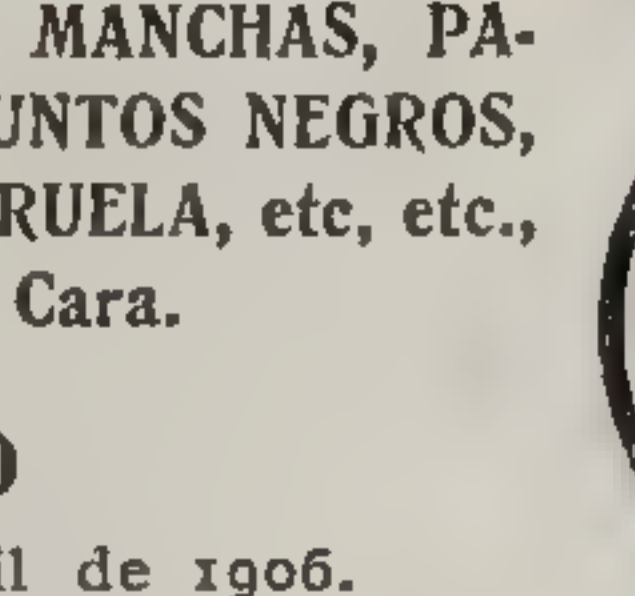 MANCHAS, PA-
UNTOS NEGROS,
RUELA, etc, etc.,
Cara.
il de 1906.